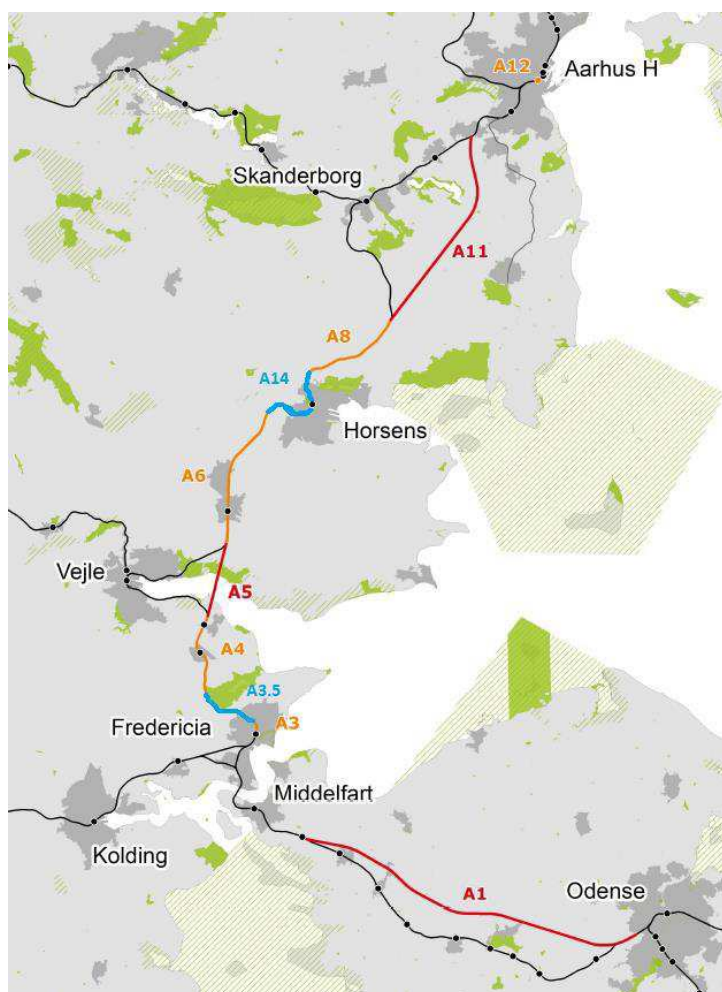 A12
Aarhus H
Skanderborg
A11
A8
A14
Horsens
A6
Vejle
A5
A4
A3.5
Fredericia
A3
Middelfart
Kolding
A1
Odense